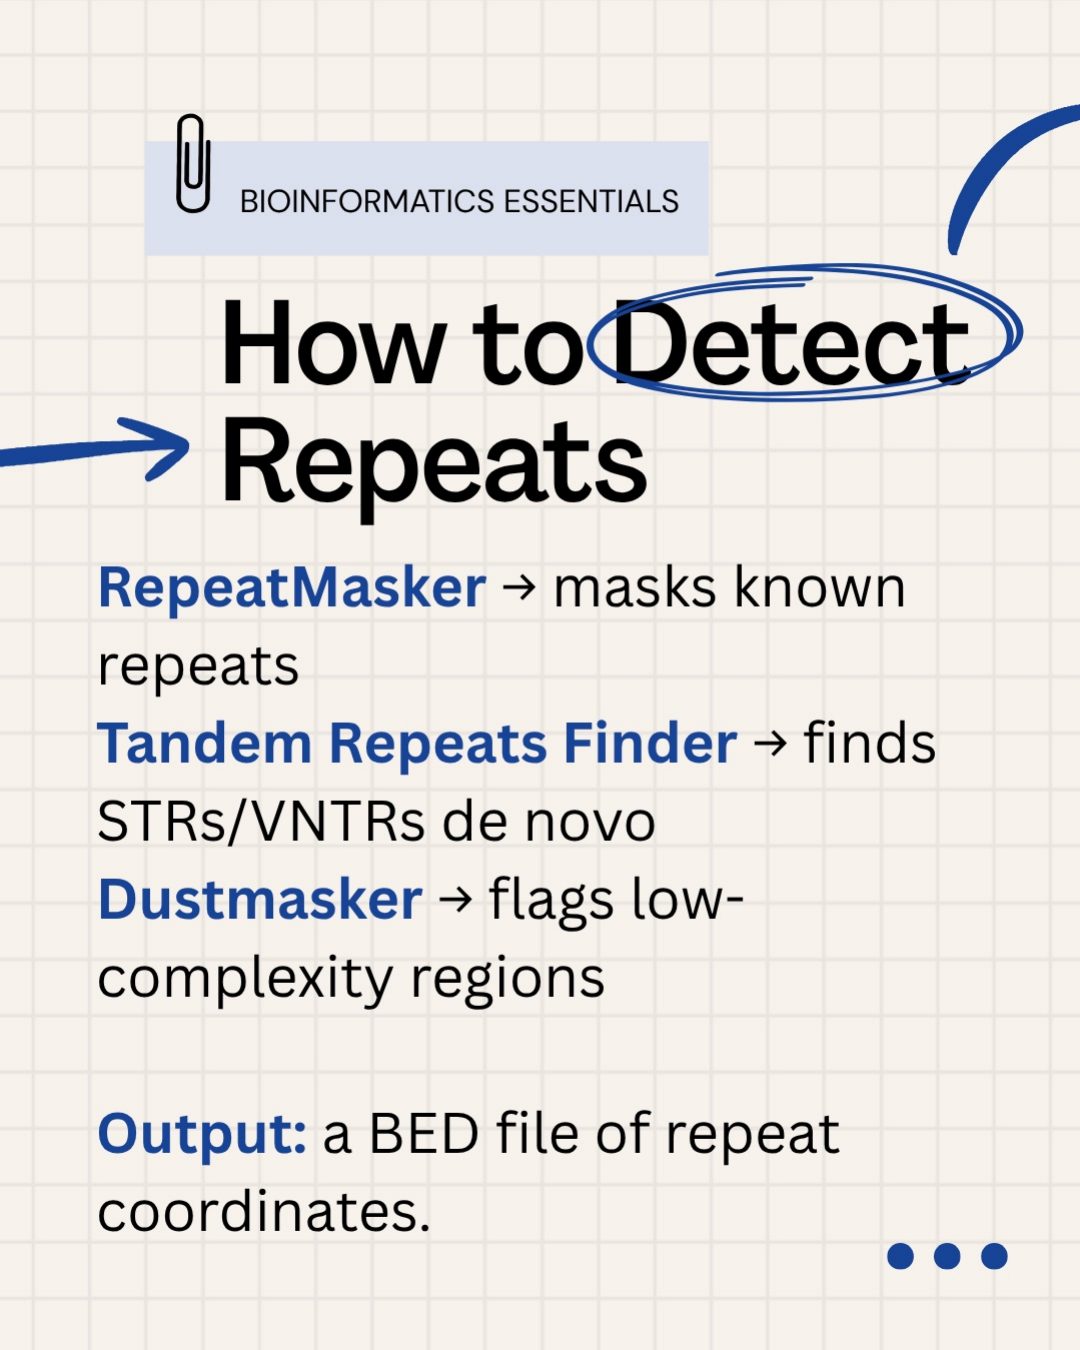 BIOINFORMATICS ESSENTIALS
How to Detect
Repeats
RepeatMasker → masks known
repeats
Tandem Repeats Finder → finds
STRs/VNTRs de novo
Dustmasker → flags low-
complexity regions
Output: a BED file of repeat
coordinates.